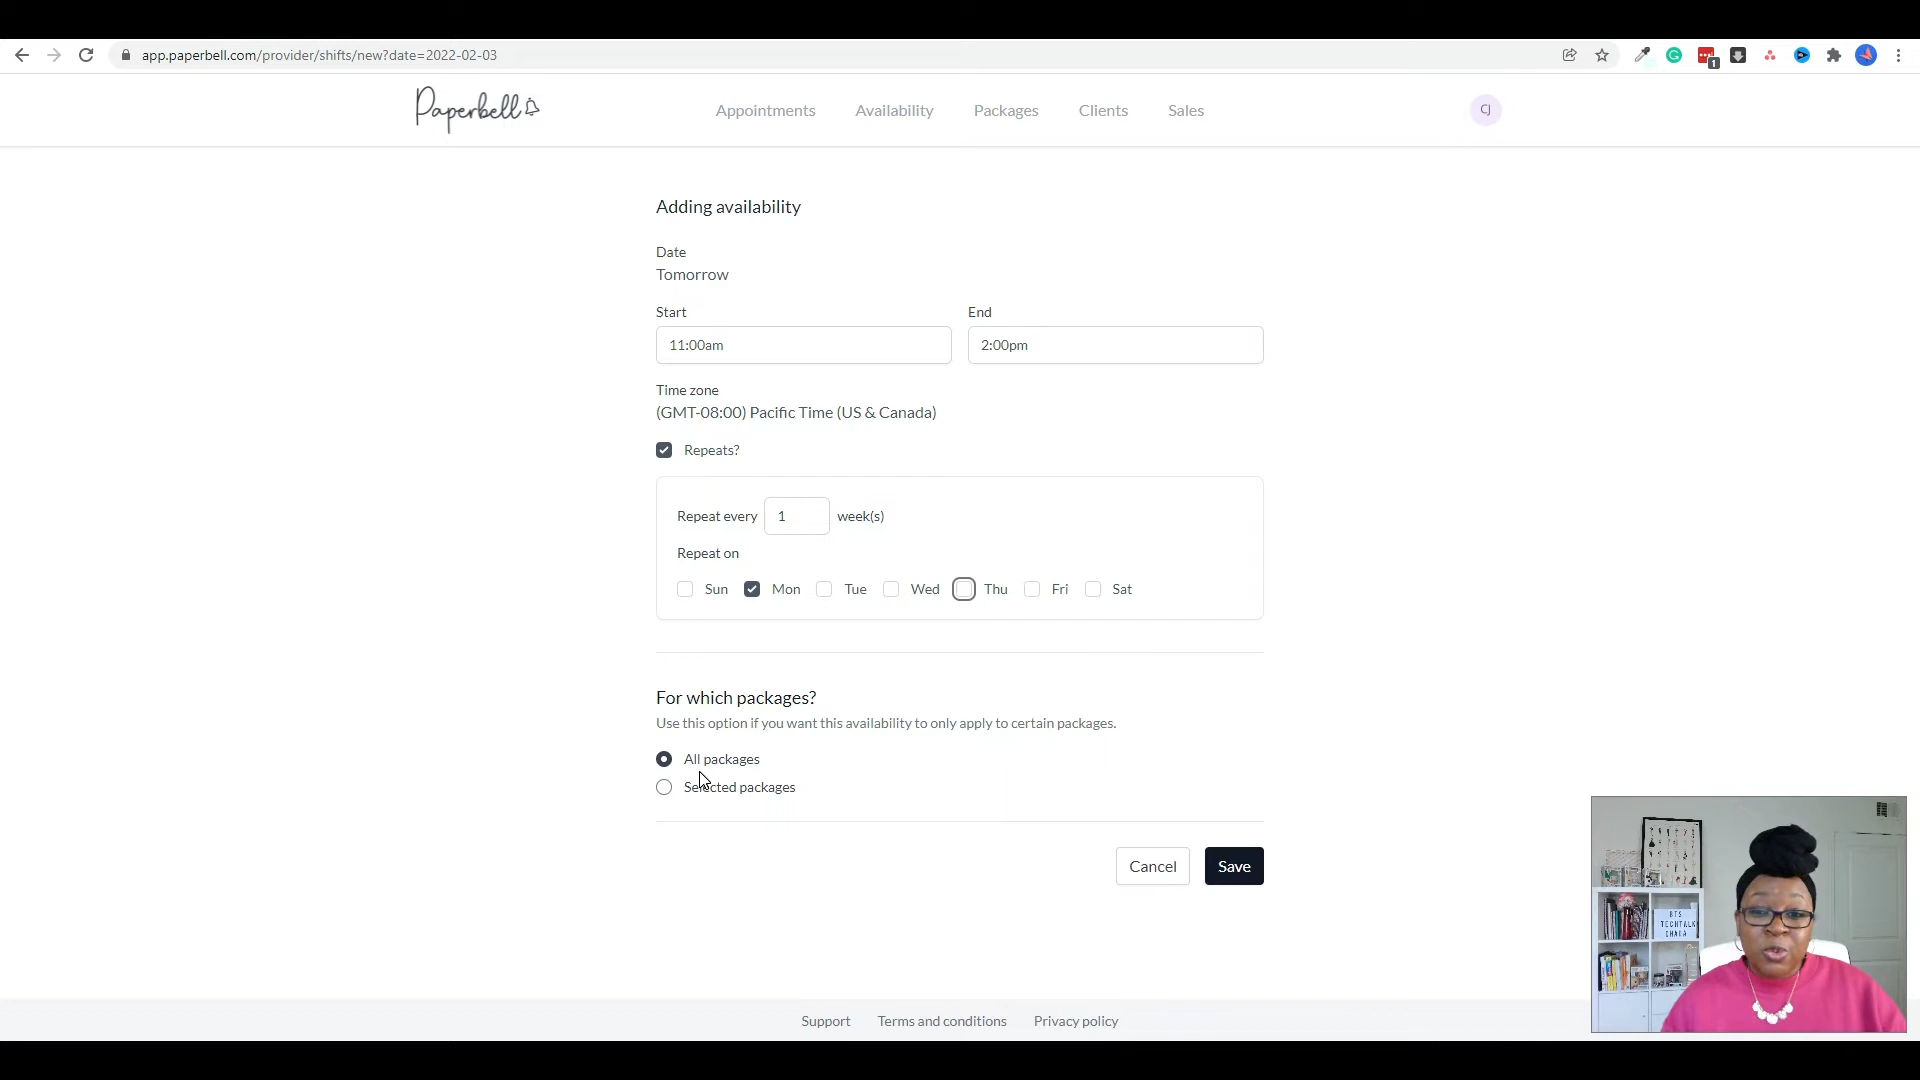 app.paperbell.com/provider/shifts/new?date=2022-02-03
1
Paperbell
Appointments
Availability
Packages
Clients
Sales
CJ
Adding availability
Date
Tomorrow
Start
End
11:00am
2:00pm
Time zone
(GMT-08:00) Pacific Time (US & Canada)
Repeats?
Repeat every 1 week(s)
Repeat on
Sun Mon Tue Wed Thu Fri Sat
For which packages?
Use this option if you want this availability to only apply to certain packages.
All packages
Selected packages
Cancel
Save
BTS
TECHTALK
Support
Terms and conditions
Privacy policy